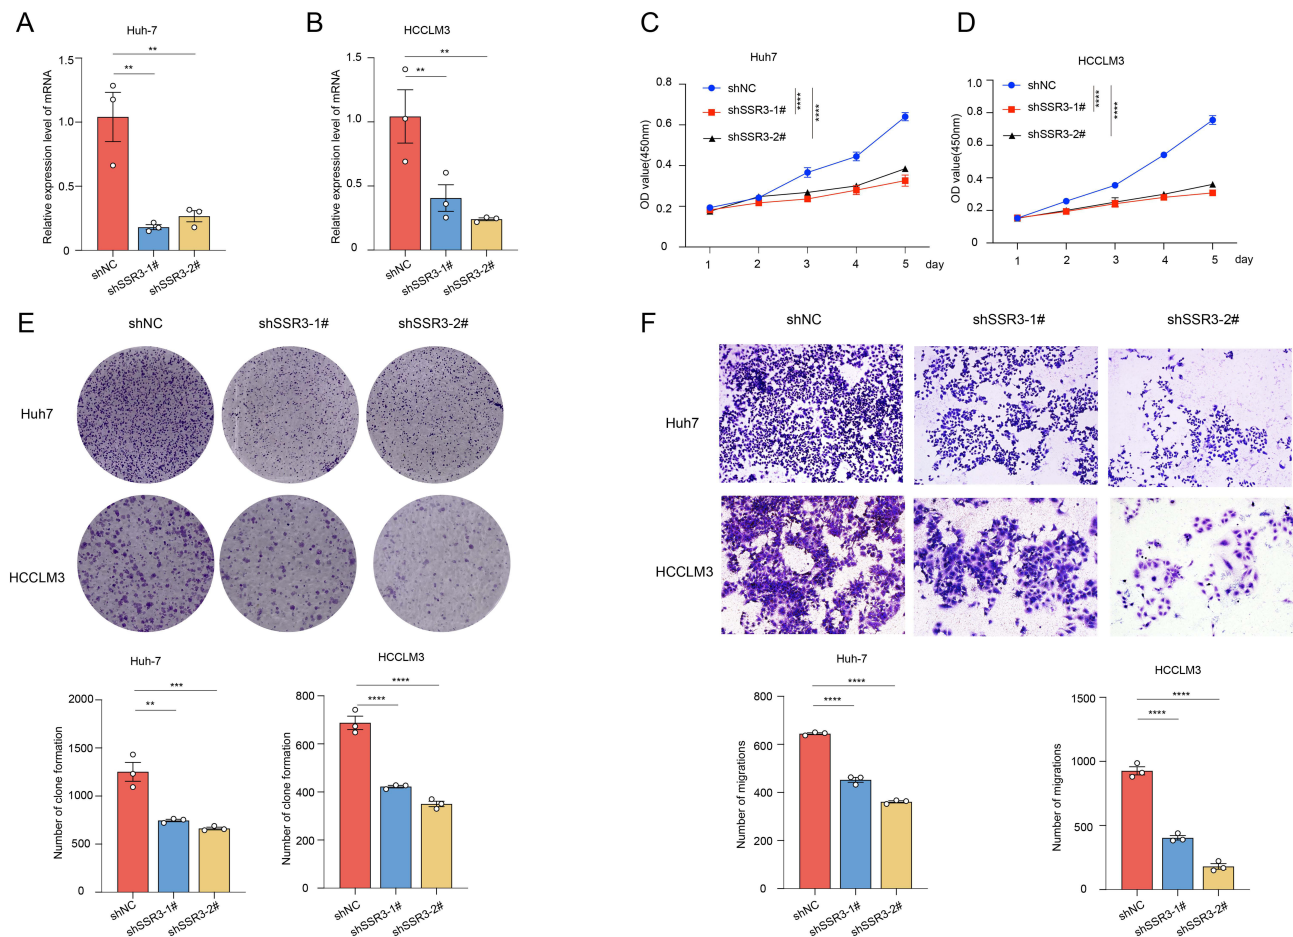 A
Huh-7
Relative expression level of mRNA
1.5
1.0
0.5
0
**
**
shNC
shSSR3-1#
shSSR3-2#
B
HCCLM3
Relative expression level of mRNA
1.5
1.0
0.5
0
**
**
shNC
shSSR3-1#
shSSR3-2#
C
Huh7
OD value(450nm)
0.8
0.6
0.4
0.2
0.0
shNC
shSSR3-1#
shSSR3-2#
****
****
1 2 3 4 5 day
D
HCCLM3
OD value(450nm)
1.0
0.8
0.6
0.4
0.2
0.0
shNC
shSSR3-1#
shSSR3-2#
****
****
1 2 3 4 5 day
E
shNC shSSR3-1# shSSR3-2#
Huh7
HCCLM3
Huh-7
Number of clone formation
2000
1500
1000
500
0
***
**
shNC
shSSR3-1#
shSSR3-2#
HCCLM3
Number of clone formation
800
600
400
200
0
****
****
shNC
shSSR3-1#
shSSR3-2#
F
shNC shSSR3-1# shSSR3-2#
Huh7
HCCLM3
Huh-7
Number of migrations
800
600
400
200
0
****
****
shNC
shSSR3-1#
shSSR3-2#
HCCLM3
Number of migrations
1500
1000
500
0
****
****
shNC
shSSR3-1#
shSSR3-2#